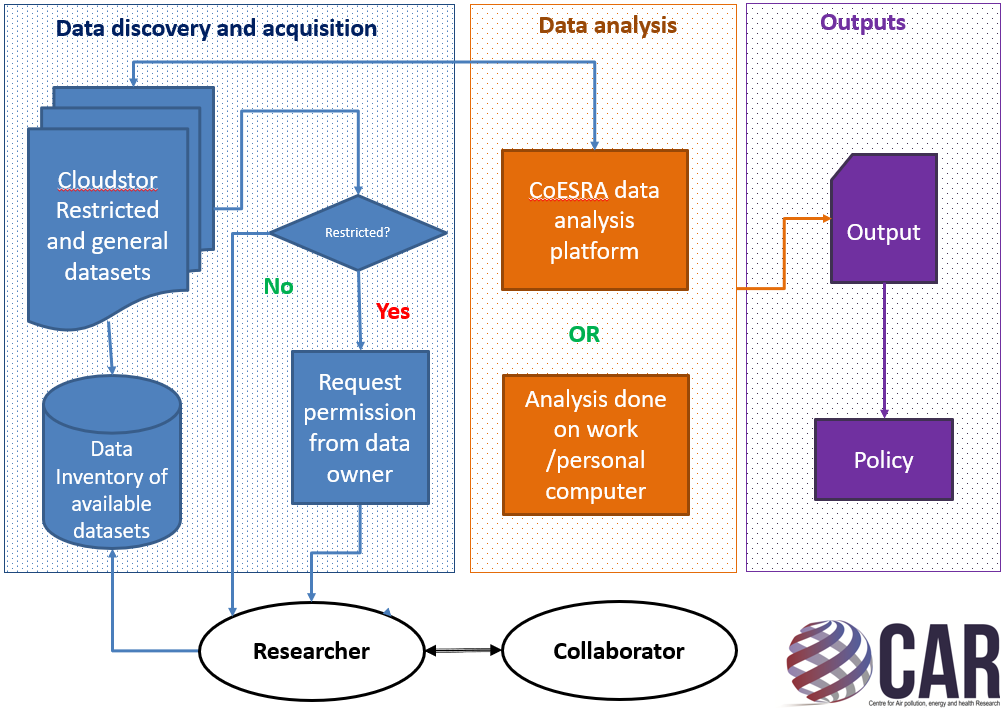 Data discovery and acquisition
Cloudstor
Restricted
and general
datasets
Restricted?
No
Yes
Request
permission
from data
owner
Data
Inventory of
available
datasets
Data analysis
CoESRA data
analysis
platform
OR
Analysis done
on work
/personal
computer
Outputs
Output
Policy
Researcher
Collaborator
CAR
Centre for Air pollution, energy and health Research